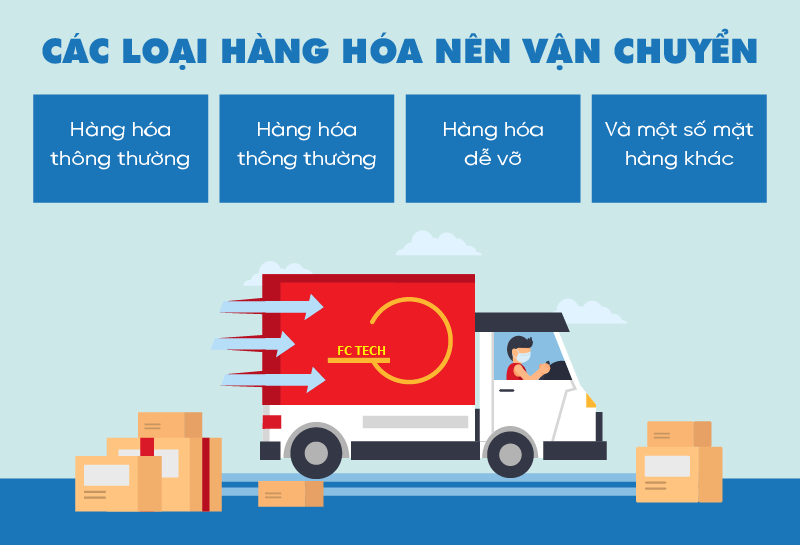 CÁC LOẠI HÀNG HÓA NÊN VẬN CHUYỂN
Hàng hóa
thông thường
Hàng hóa
thông thường
Hàng hóa
dễ vỡ
Và một số mặt
hàng khác
FC TECH